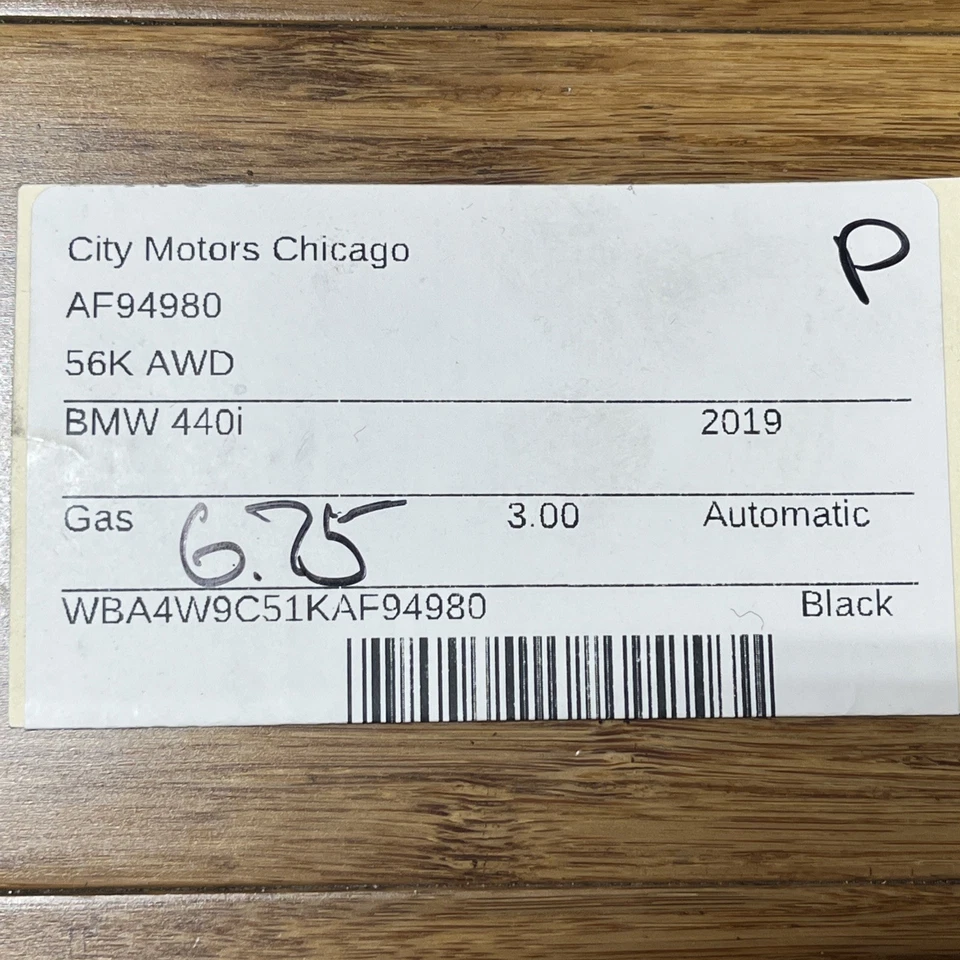 City Motors Chicago P
AF94980
56K AWD
BMW 440i 2019
Gas 6.75 3.00 Automatic
WBA4W9C51KAF94980 Black